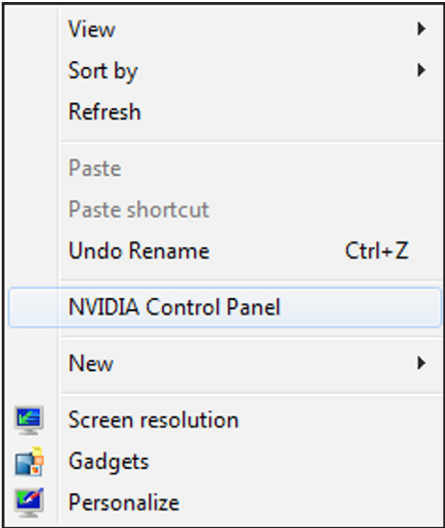 View
Sort by
Refresh
Paste
Paste shortcut
Undo Rename Ctrl+Z
NVIDIA Control Panel
New
Screen resolution
Gadgets
Personalize